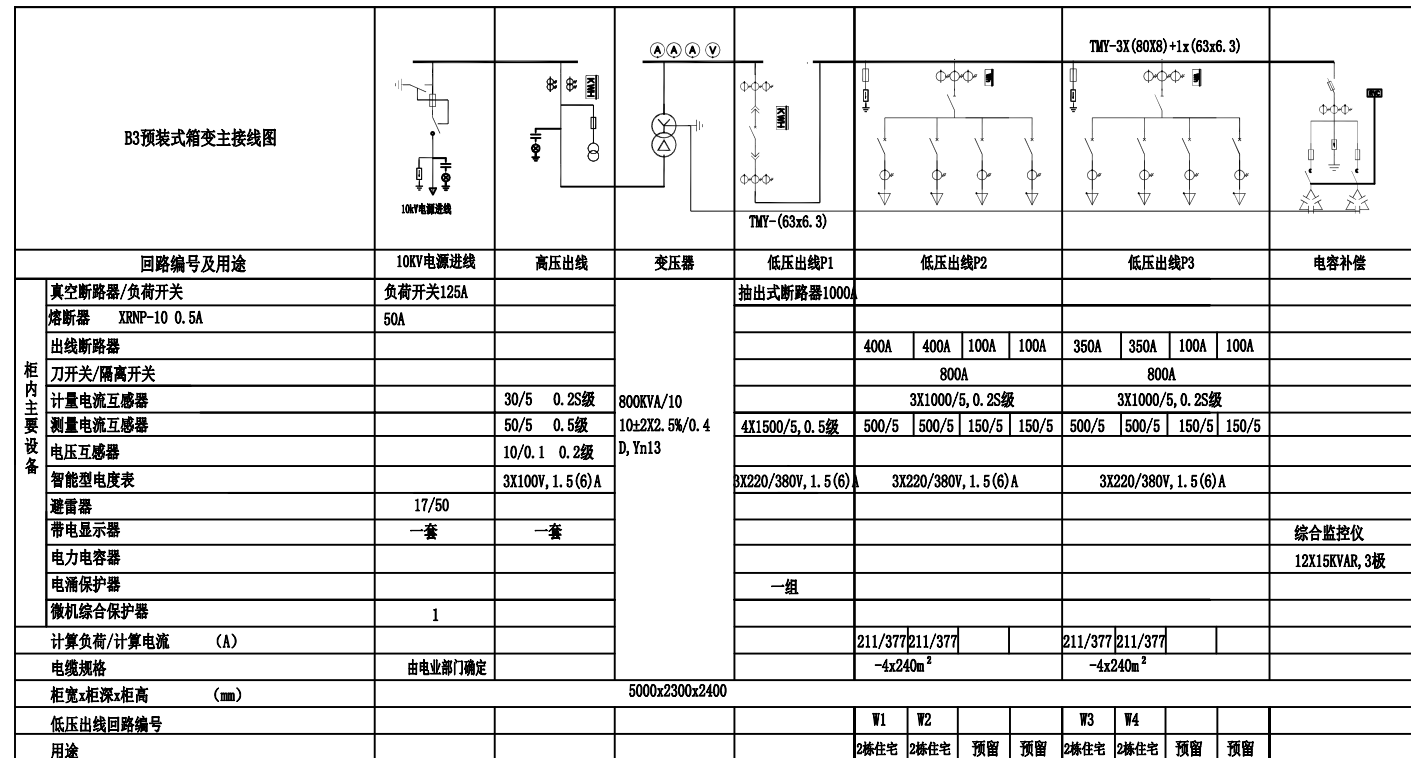 TMY-3X(80X8)+1x(63x6.3)
A A A V
KWH
KWH
B3预装式箱变主接线图
10kV电源进线
TMY-(63x6.3)
回路编号及用途 10KV电源进线 高压出线 变压器 低压出线P1 低压出线P2 低压出线P3 电容补偿
柜内主要设备
真空断路器/负荷开关 负荷开关125A 抽出式断路器1000A
熔断器 XRNP-10 0.5A 50A
出线断路器 400A 400A 100A 100A 350A 350A 100A 100A
刀开关/隔离开关 800A 800A
计量电流互感器 30/5 0.2S级 800KVA/10 3X1000/5,0.2S级 3X1000/5,0.2S级
测量电流互感器 50/5 0.5级 10±2X2.5%/0.4 4X1500/5,0.5级 500/5 500/5 150/5 150/5 500/5 500/5 150/5 150/5
电压互感器 10/0.1 0.2级 D,Yn13
智能型电度表 3X100V,1.5(6)A 3X220/380V,1.5(6)A 3X220/380V,1.5(6)A 3X220/380V,1.5(6)A
避雷器 17/50
带电显示器 一套 一套 综合监控仪
电力电容器 12X15KVAR,3极
电涌保护器 一组
微机综合保护器 1
计算负荷/计算电流 (A) 211/377 211/377 211/377 211/377
电缆规格 由电业部门确定 -4x240m² -4x240m²
柜宽x柜深x柜高 (mm) 5000x2300x2400
低压出线回路编号 W1 W2 W3 W4
用途 2栋住宅 2栋住宅 预留 预留 2栋住宅 2栋住宅 预留 预留